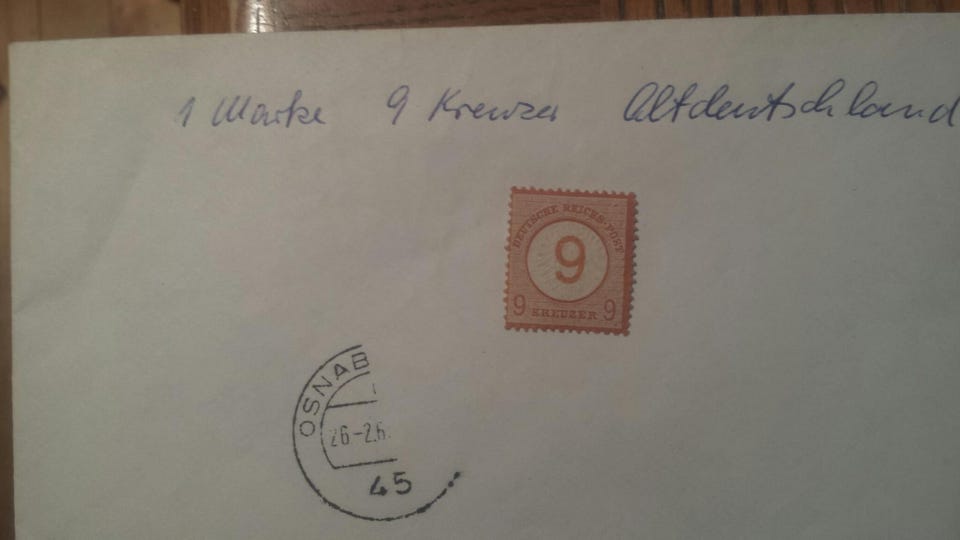 1 Marke 9 Kreuzer Altdeutschland
DEUTSCHE REICHS-POST
9
9 KREUZER 9
OSNAB
26-2.6
45